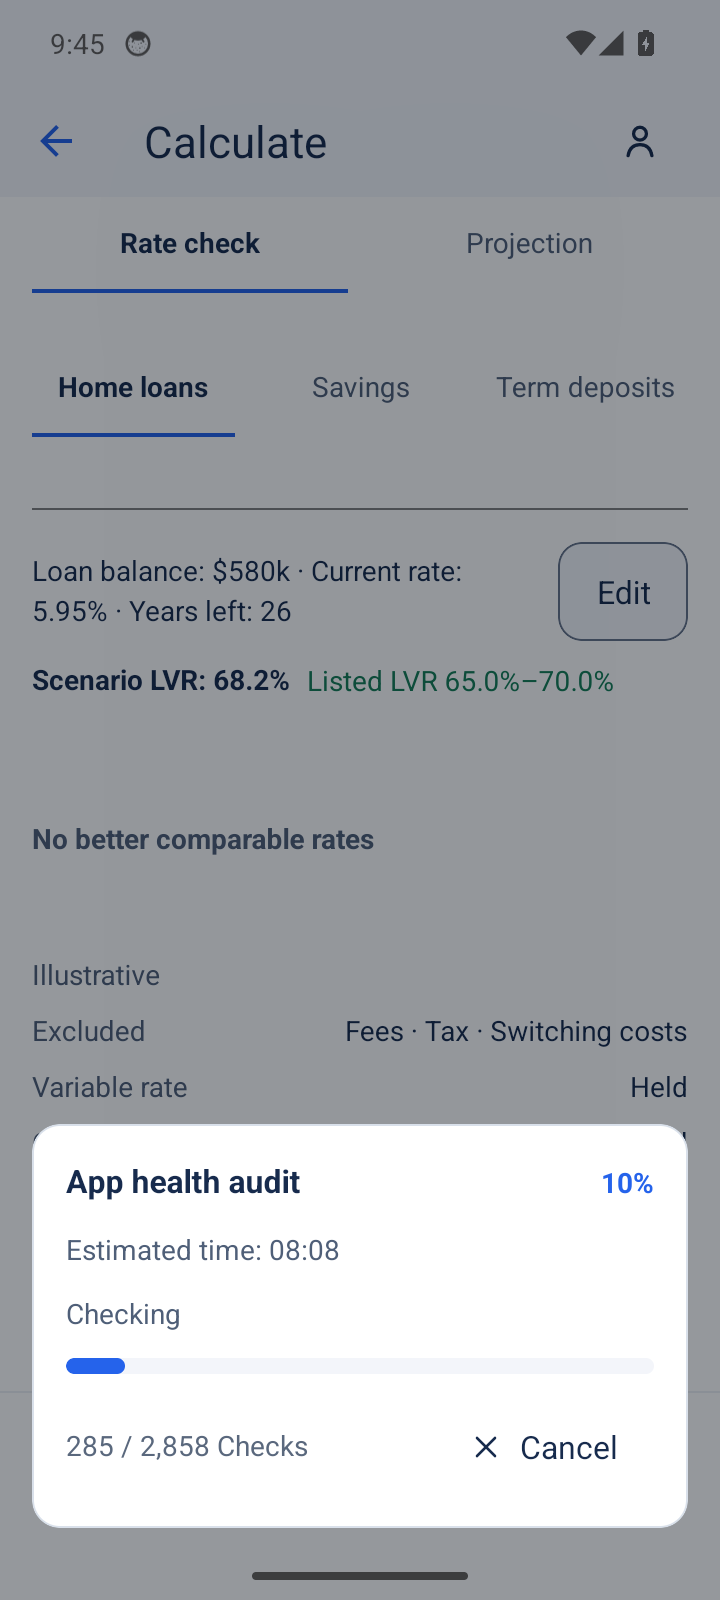 9:45
Calculate
Rate check
Projection
Home loans
Savings
Term deposits
Loan balance: $580k · Current rate:
5.95% · Years left: 26
Edit
Scenario LVR: 68.2% Listed LVR 65.0%–70.0%
No better comparable rates
Illustrative
Excluded Fees · Tax · Switching costs
Variable rate Held
App health audit 10%
Estimated time: 08:08
Checking
285 / 2,858 Checks
Cancel